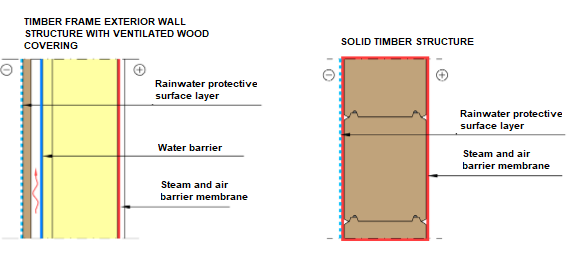 TIMBER FRAME EXTERIOR WALL
STRUCTURE WITH VENTILATED WOOD
COVERING
Rainwater protective
surface layer
Water barrier
Steam and air
barrier membrane
SOLID TIMBER STRUCTURE
Rainwater protective
surface layer
Steam and air
barrier membrane